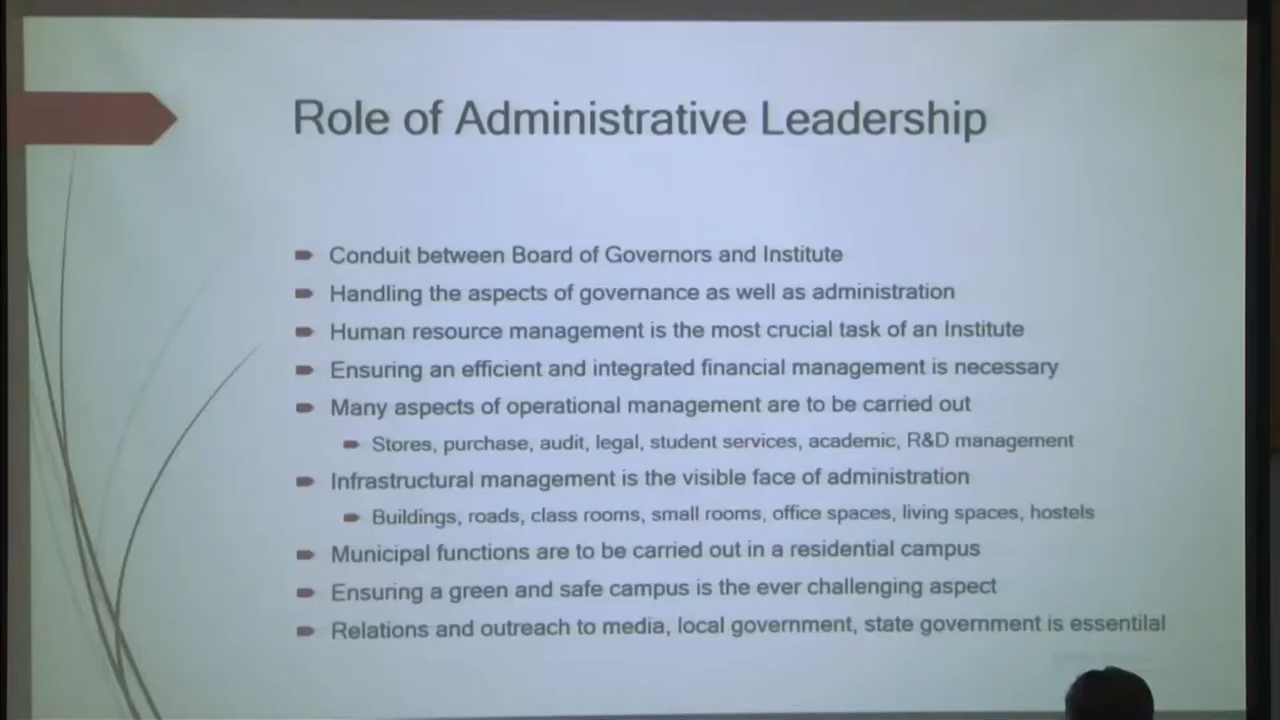 Role of Administrative Leadership
Conduit between Board of Governors and Institute
Handling the aspects of governance as well as administration
Human resource management is the most crucial task of an Institute
Ensuring an efficient and integrated financial management is necessary
Many aspects of operational management are to be carried out
Stores, purchase, audit, legal, student services, academic, R&D management
Infrastructural management is the visible face of administration
Buildings, roads, class rooms, small rooms, office spaces, living spaces, hostels
Municipal functions are to be carried out in a residential campus
Ensuring a green and safe campus is the ever challenging aspect
Relations and outreach to media, local government, state government is essentilal